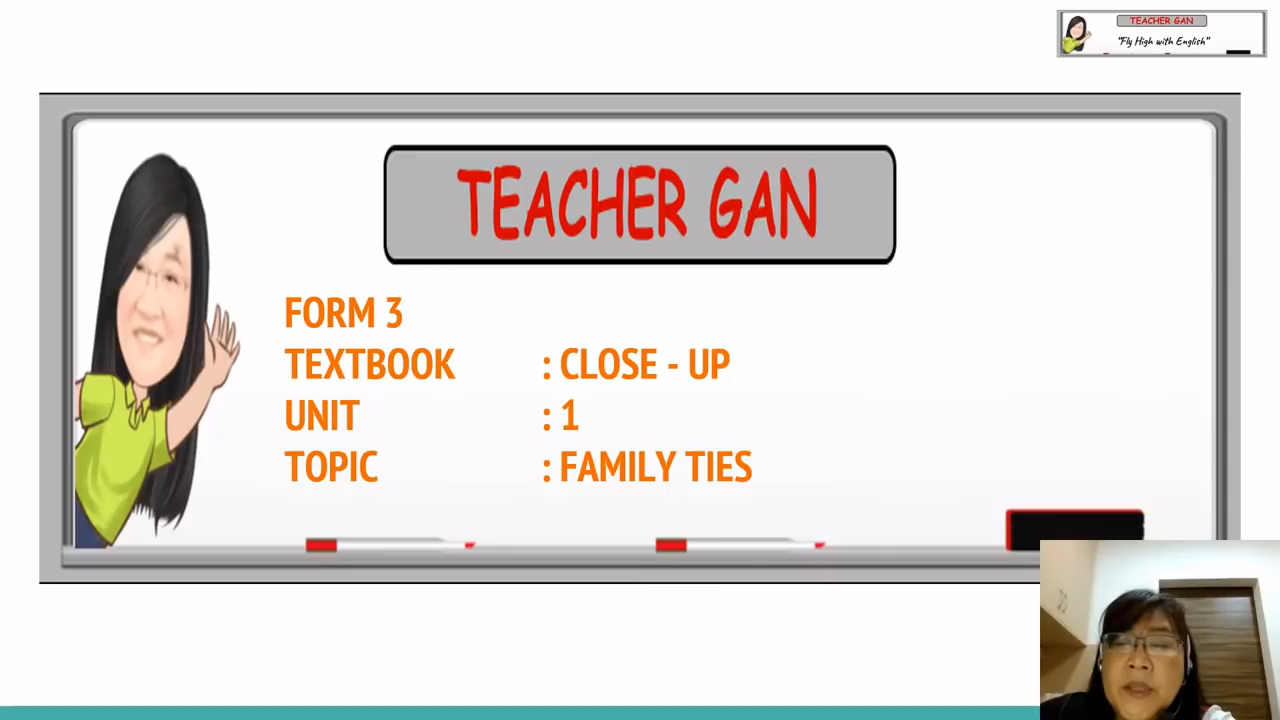 TEACHER GAN
"Fly High with English"
TEACHER GAN
FORM 3
TEXTBOOK : CLOSE - UP
UNIT : 1
TOPIC : FAMILY TIES